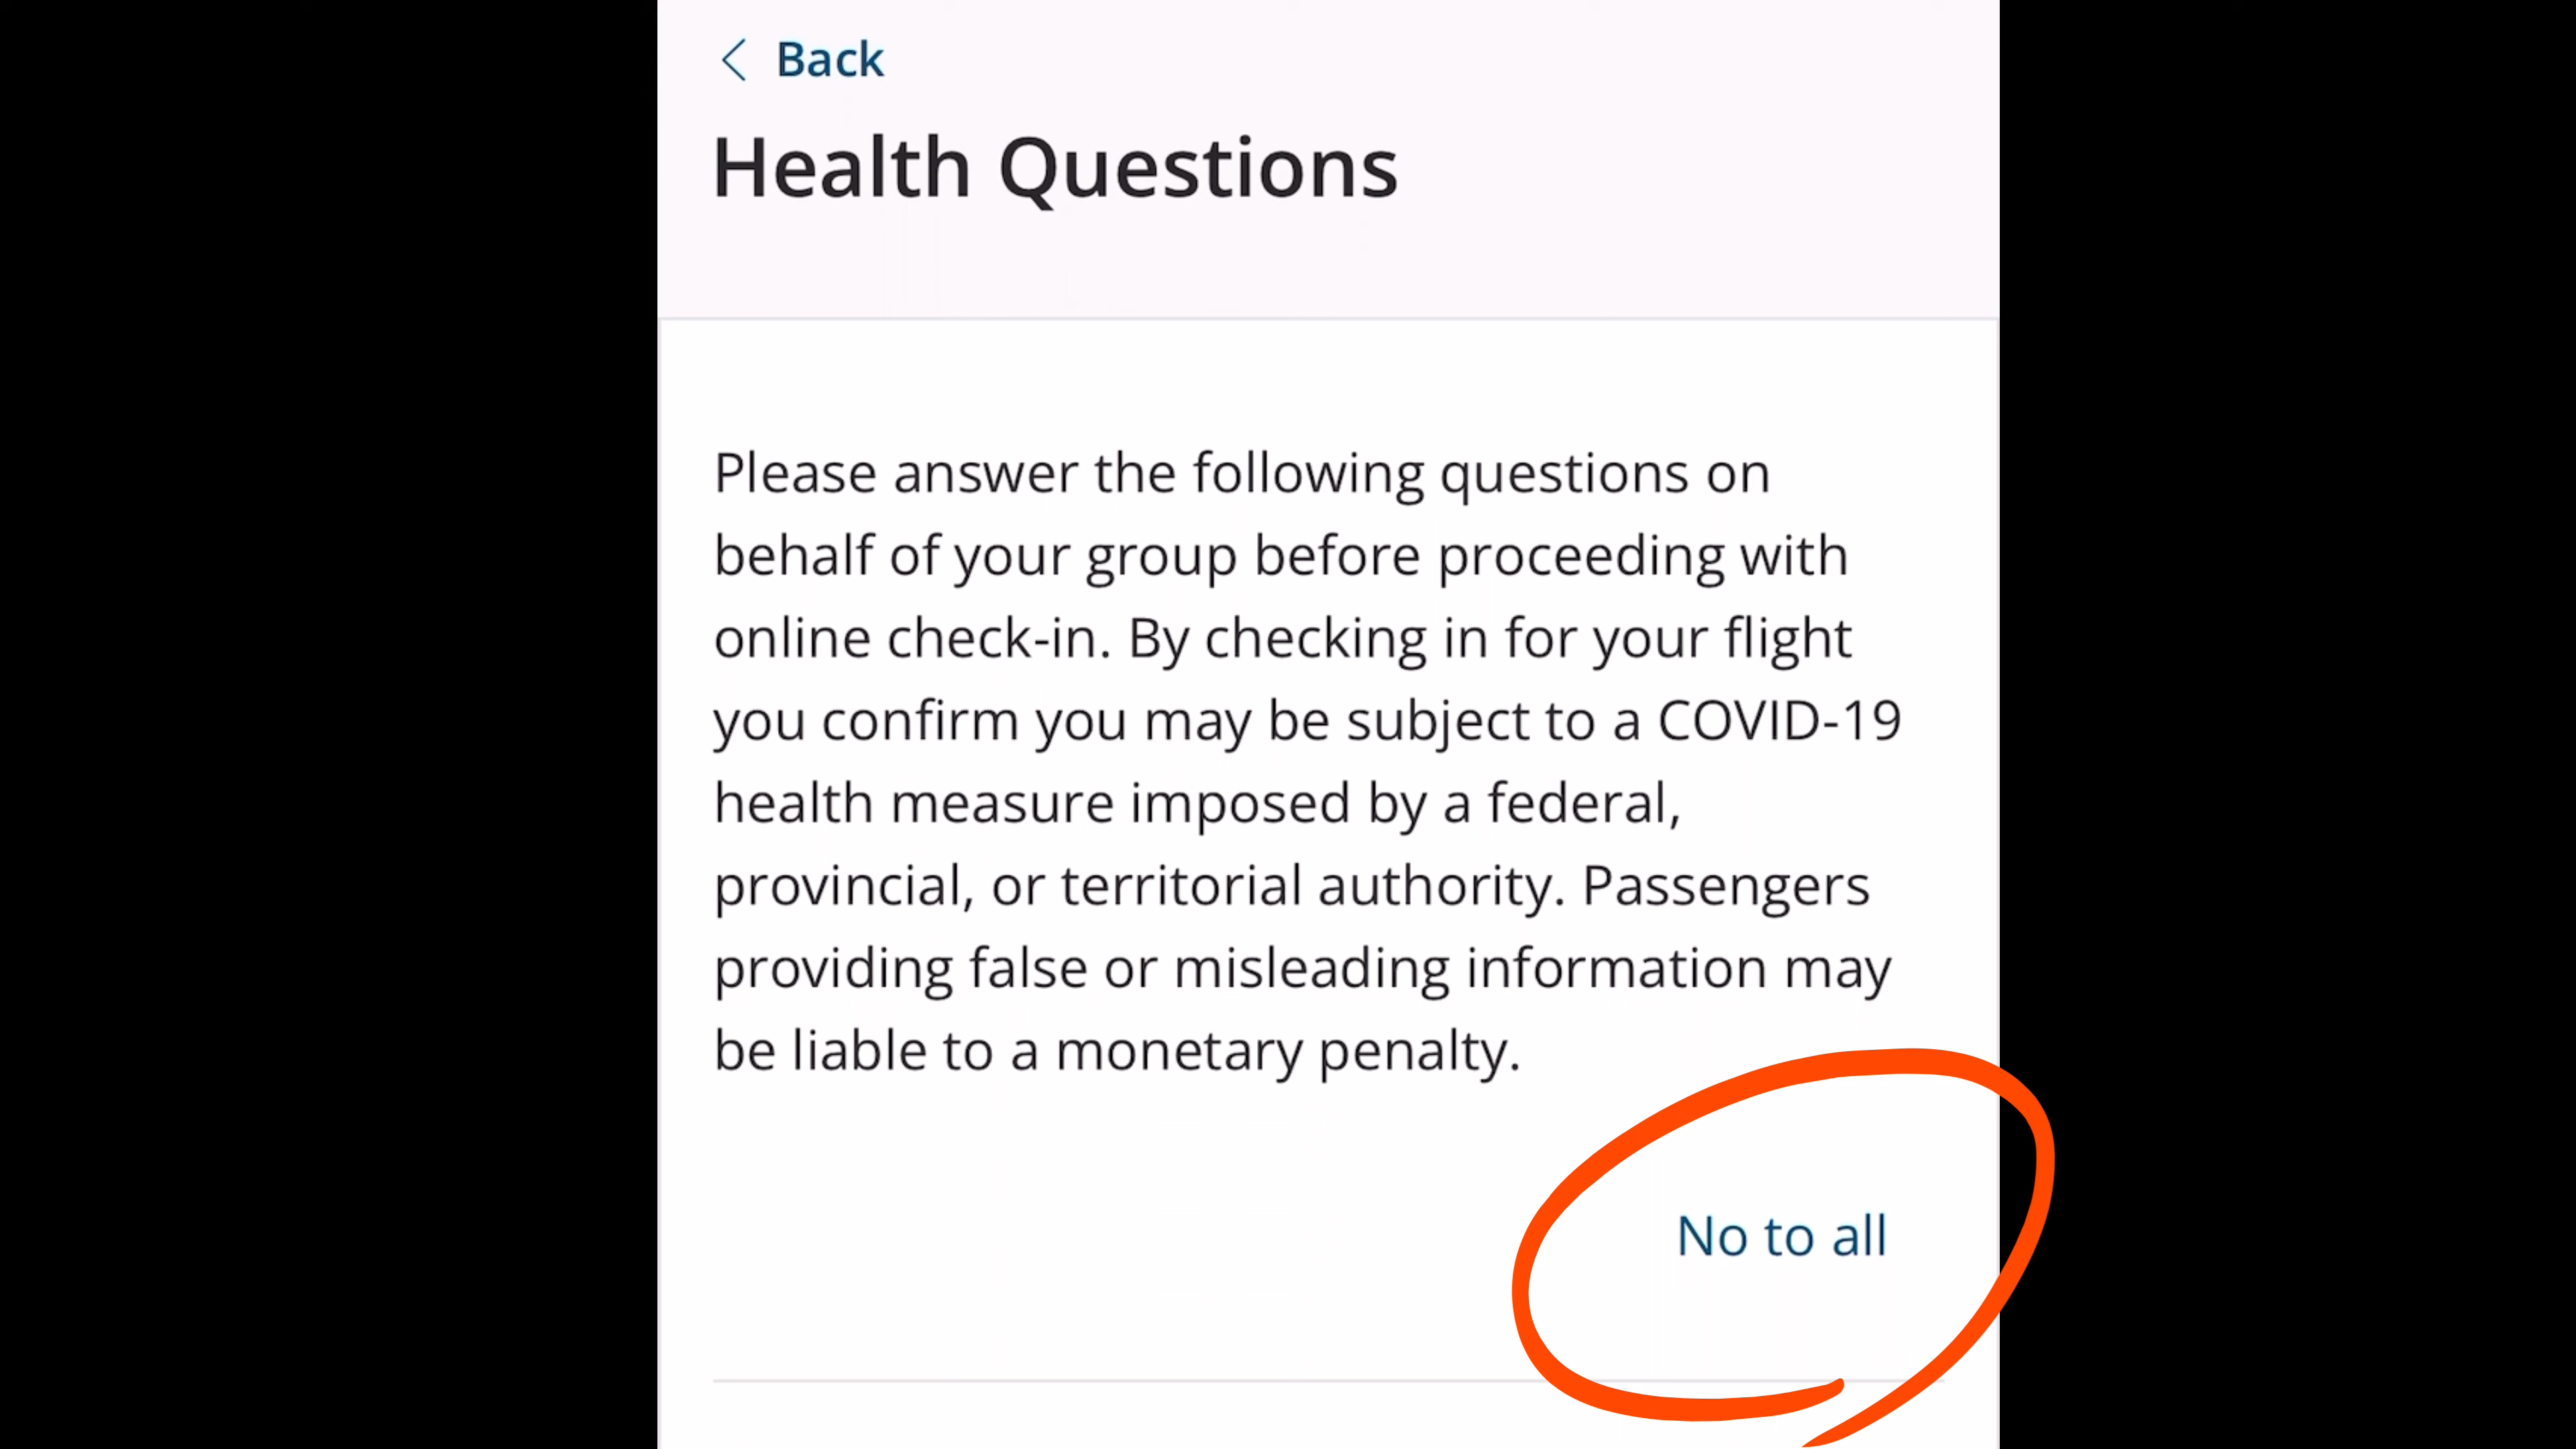 Back
Health Questions
Please answer the following questions on
behalf of your group before proceeding with
online check-in. By checking in for your flight
you confirm you may be subject to a COVID-19
health measure imposed by a federal,
provincial, or territorial authority. Passengers
providing false or misleading information may
be liable to a monetary penalty.
No to all